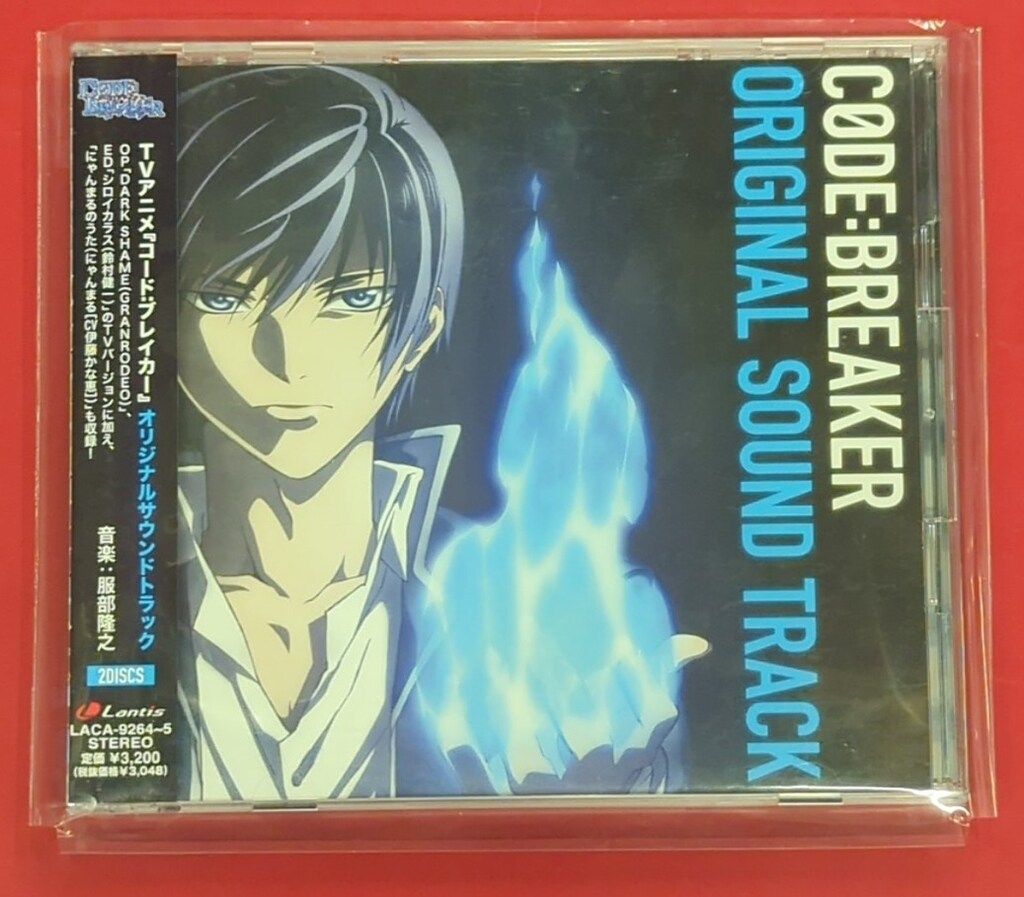 CODE:BREAKER
TVアニメ『コード:ブレイカー』オリジナルサウンドトラック
OP「DARK SHAME(GRANRODEO)」、
ED「シロイカラス(鈴村健一)」のTVバージョンに加え、
「にゃんまるのうた(にゃんまる[CV伊藤かな恵])」も収録!
音楽:服部隆之
2DISCS
Lantis
LACA-9264~5
STEREO
定価 ¥3,200
(税抜価格¥3,048)
CØDE:BREAKER
ORIGINAL SOUND TRACK